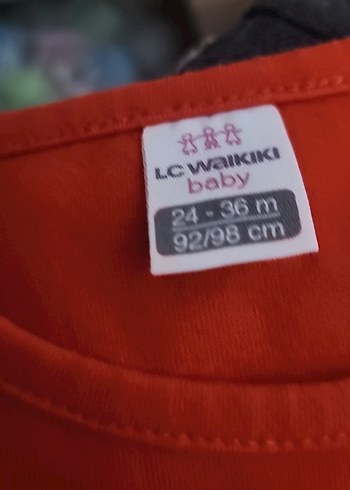 LC WAIKIKI
baby
24 - 36 m
92/98 cm